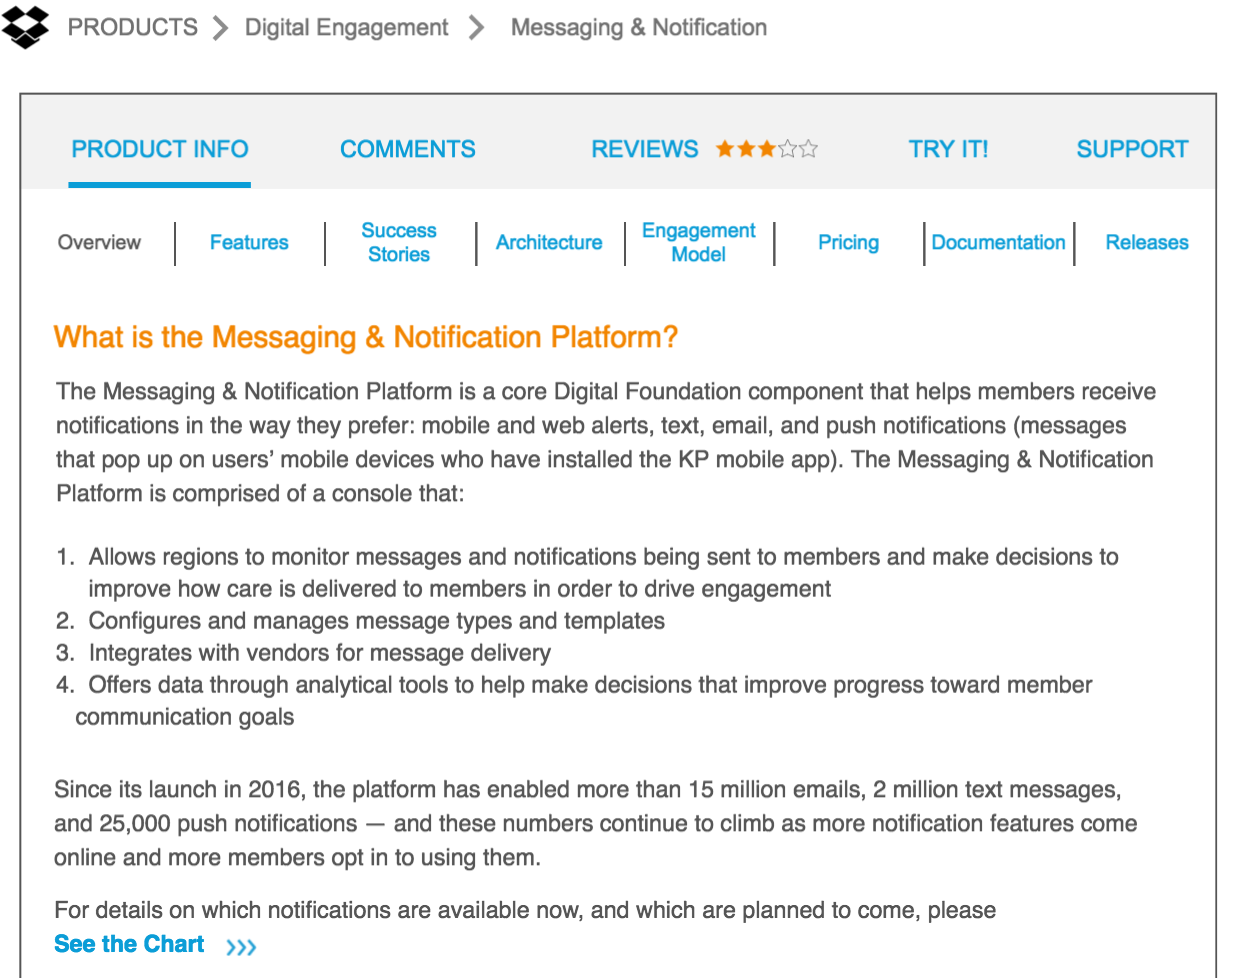 PRODUCTS Digital Engagement Messaging & Notification
PRODUCT INFO COMMENTS REVIEWS TRY IT! SUPPORT
Overview Features Success Stories Architecture Engagement Model Pricing Documentation Releases
What is the Messaging & Notification Platform?
The Messaging & Notification Platform is a core Digital Foundation component that helps members receive
notifications in the way they prefer: mobile and web alerts, text, email, and push notifications (messages
that pop up on users’ mobile devices who have installed the KP mobile app). The Messaging & Notification
Platform is comprised of a console that:
1. Allows regions to monitor messages and notifications being sent to members and make decisions to
improve how care is delivered to members in order to drive engagement
2. Configures and manages message types and templates
3. Integrates with vendors for message delivery
4. Offers data through analytical tools to help make decisions that improve progress toward member
communication goals
Since its launch in 2016, the platform has enabled more than 15 million emails, 2 million text messages,
and 25,000 push notifications — and these numbers continue to climb as more notification features come
online and more members opt in to using them.
For details on which notifications are available now, and which are planned to come, please
See the Chart